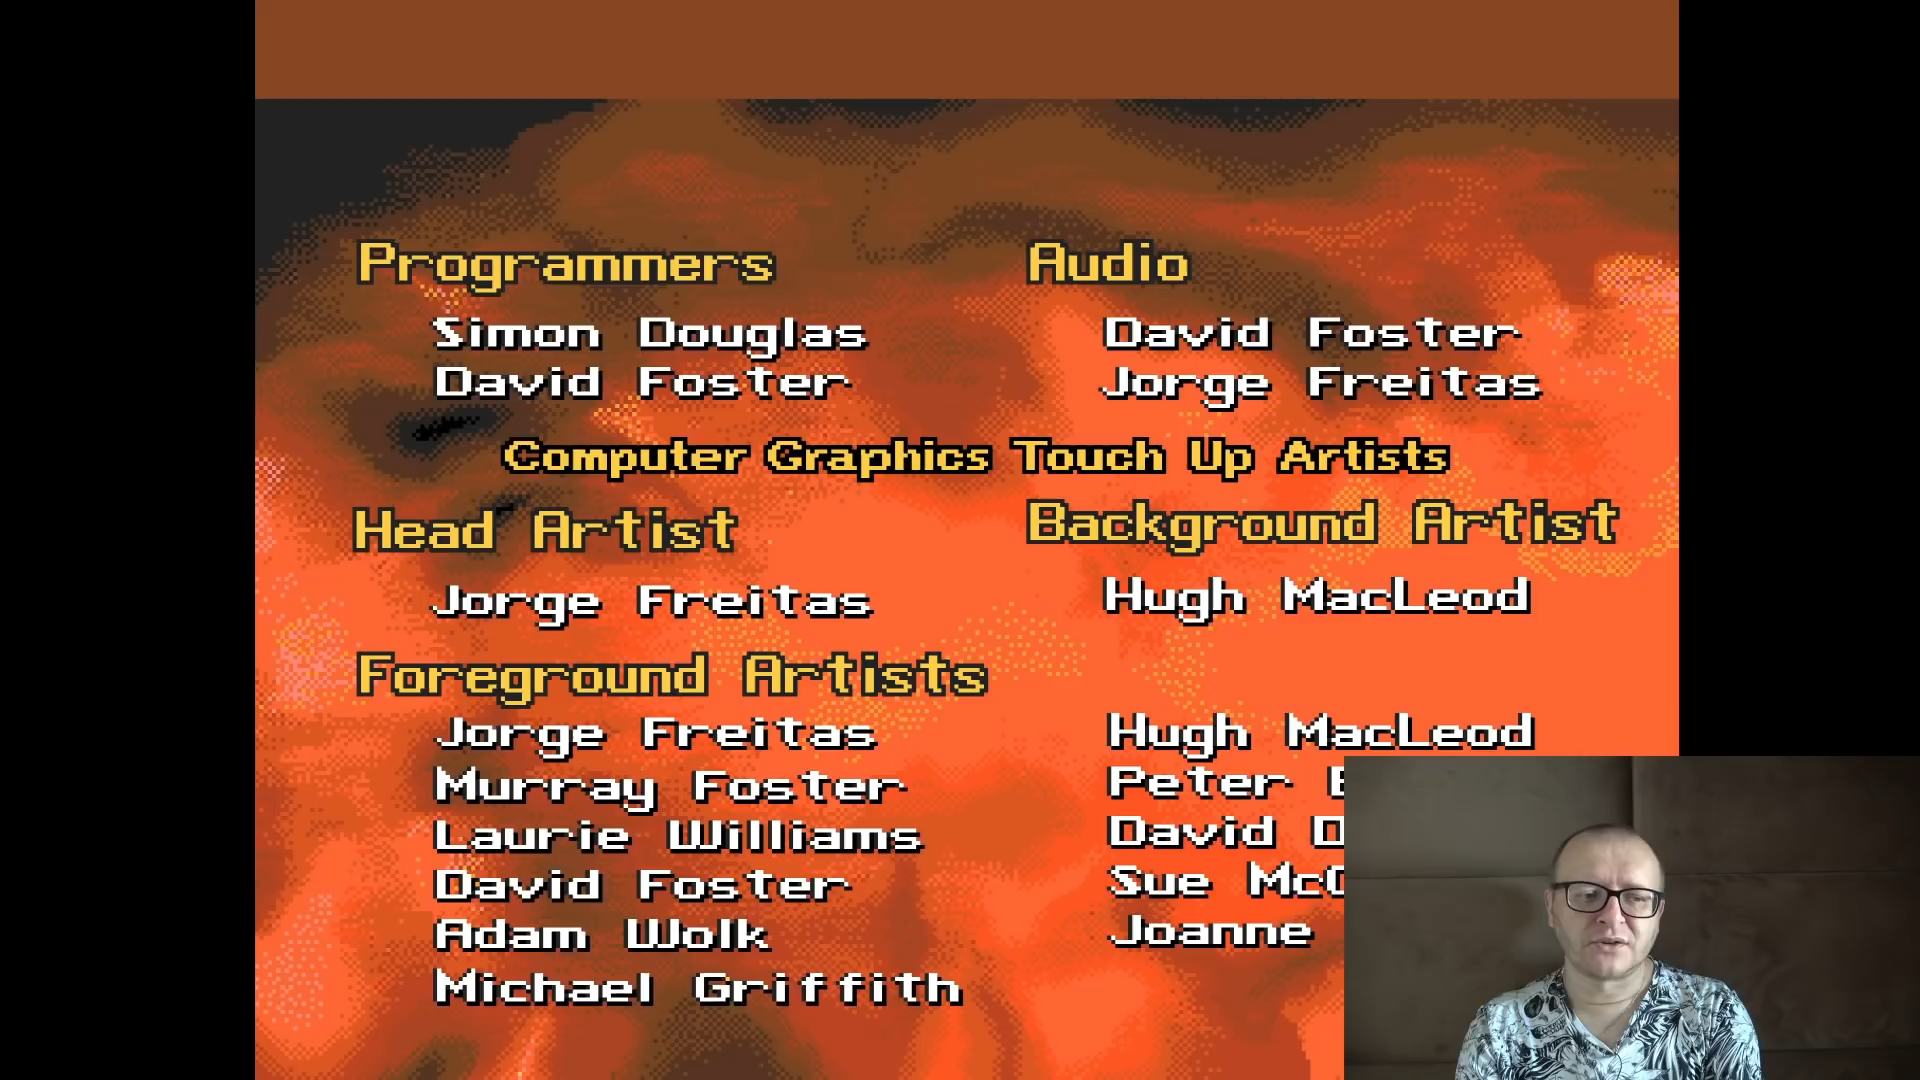 Programmers
Simon Douglas
David Foster
Audio
David Foster
Jorge Freitas
Computer Graphics Touch Up Artists
Head Artist
Jorge Freitas
Background Artist
Hugh MacLeod
Foreground Artists
Jorge Freitas
Murray Foster
Laurie Williams
David Foster
Adam Wolk
Michael Griffith
Hugh MacLeod
Peter
David
Sue
Joanne